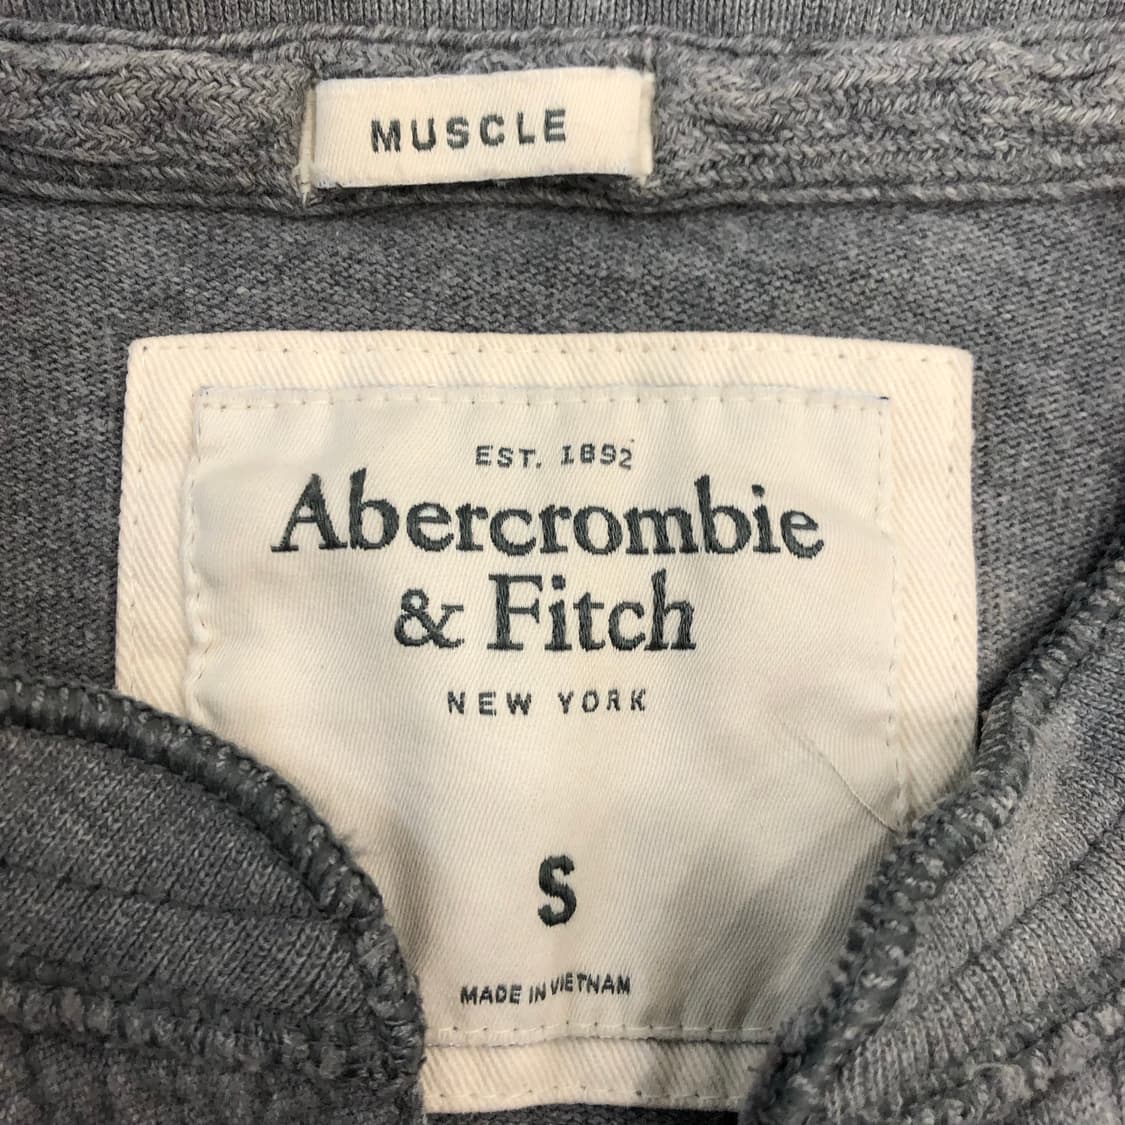 MUSCLE
EST. 1892
Abercrombie
& Fitch
NEW YORK
S
MADE IN VIETNAM